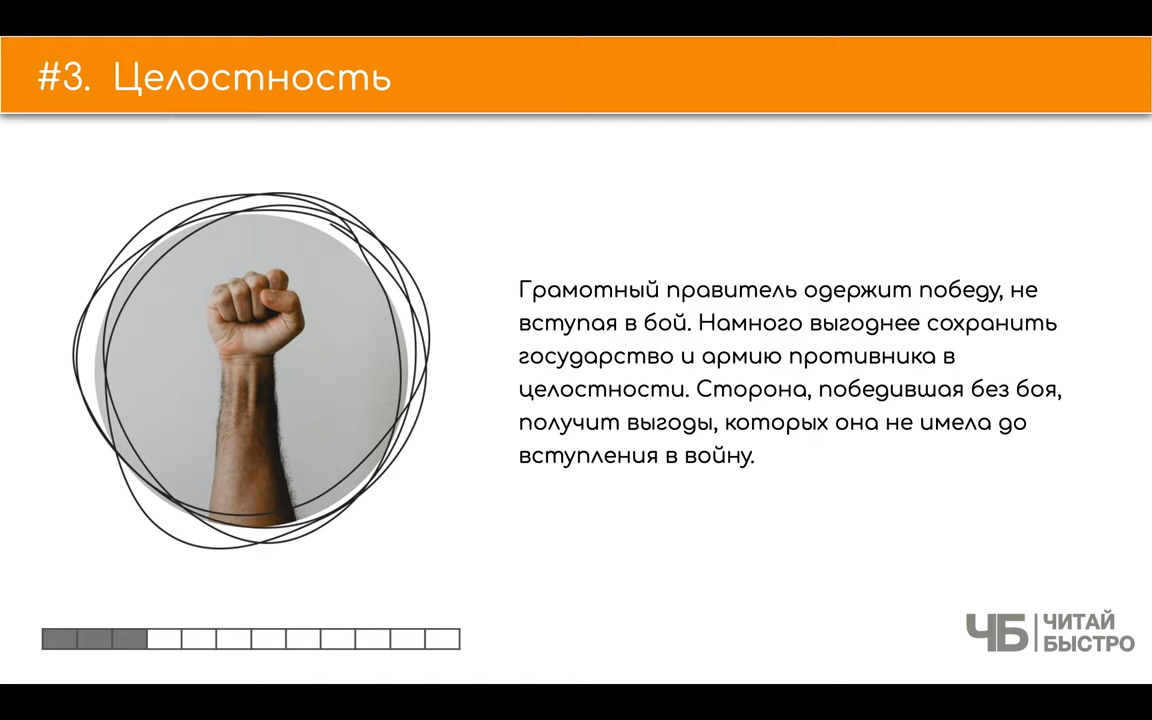 #3. Целостность
Грамотный правитель одержит победу, не
вступая в бой. Намного выгоднее сохранить
государство и армию противника в
целостности. Сторона, победившая без боя,
получит выгоды, которых она не имела до
вступления в войну.
ЧБ
ЧИТАЙ
БЫСТРО